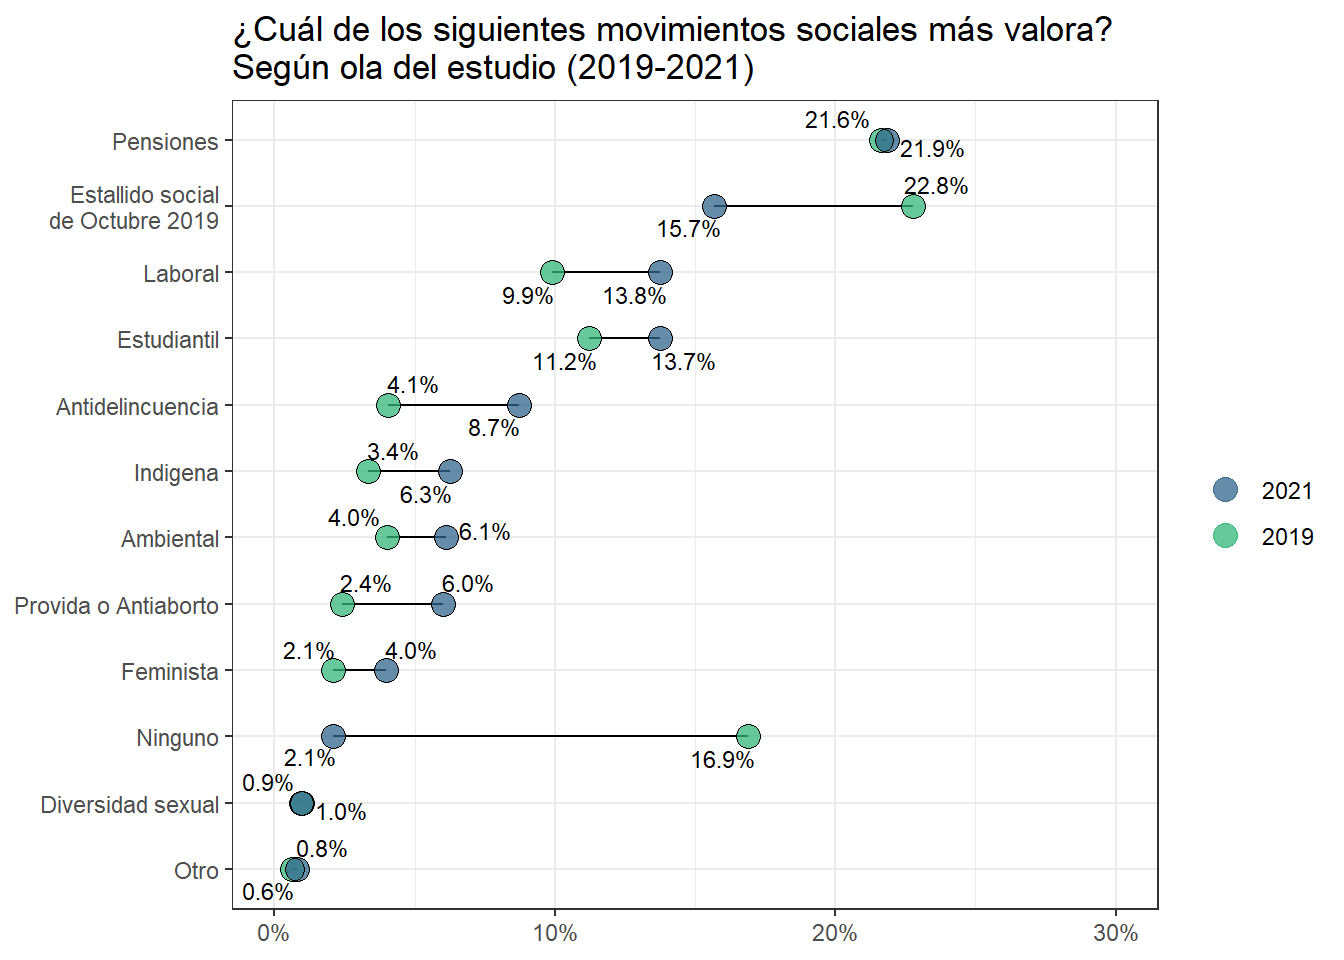 ¿Cuál de los siguientes movimientos sociales más valora?
Según ola del estudio (2019-2021)
Pensiones
21.6%
21.9%
Estallido social
de Octubre 2019
22.8%
15.7%
Laboral
9.9%
13.8%
Estudiantil
11.2%
13.7%
Antidelincuencia
4.1%
8.7%
Indigena
3.4%
6.3%
Ambiental
4.0%
6.1%
Provida o Antiaborto
2.4%
6.0%
Feminista
2.1%
4.0%
Ninguno
2.1%
16.9%
Diversidad sexual
0.9%
1.0%
Otro
0.8%
0.6%
0%
10%
20%
30%
2021
2019